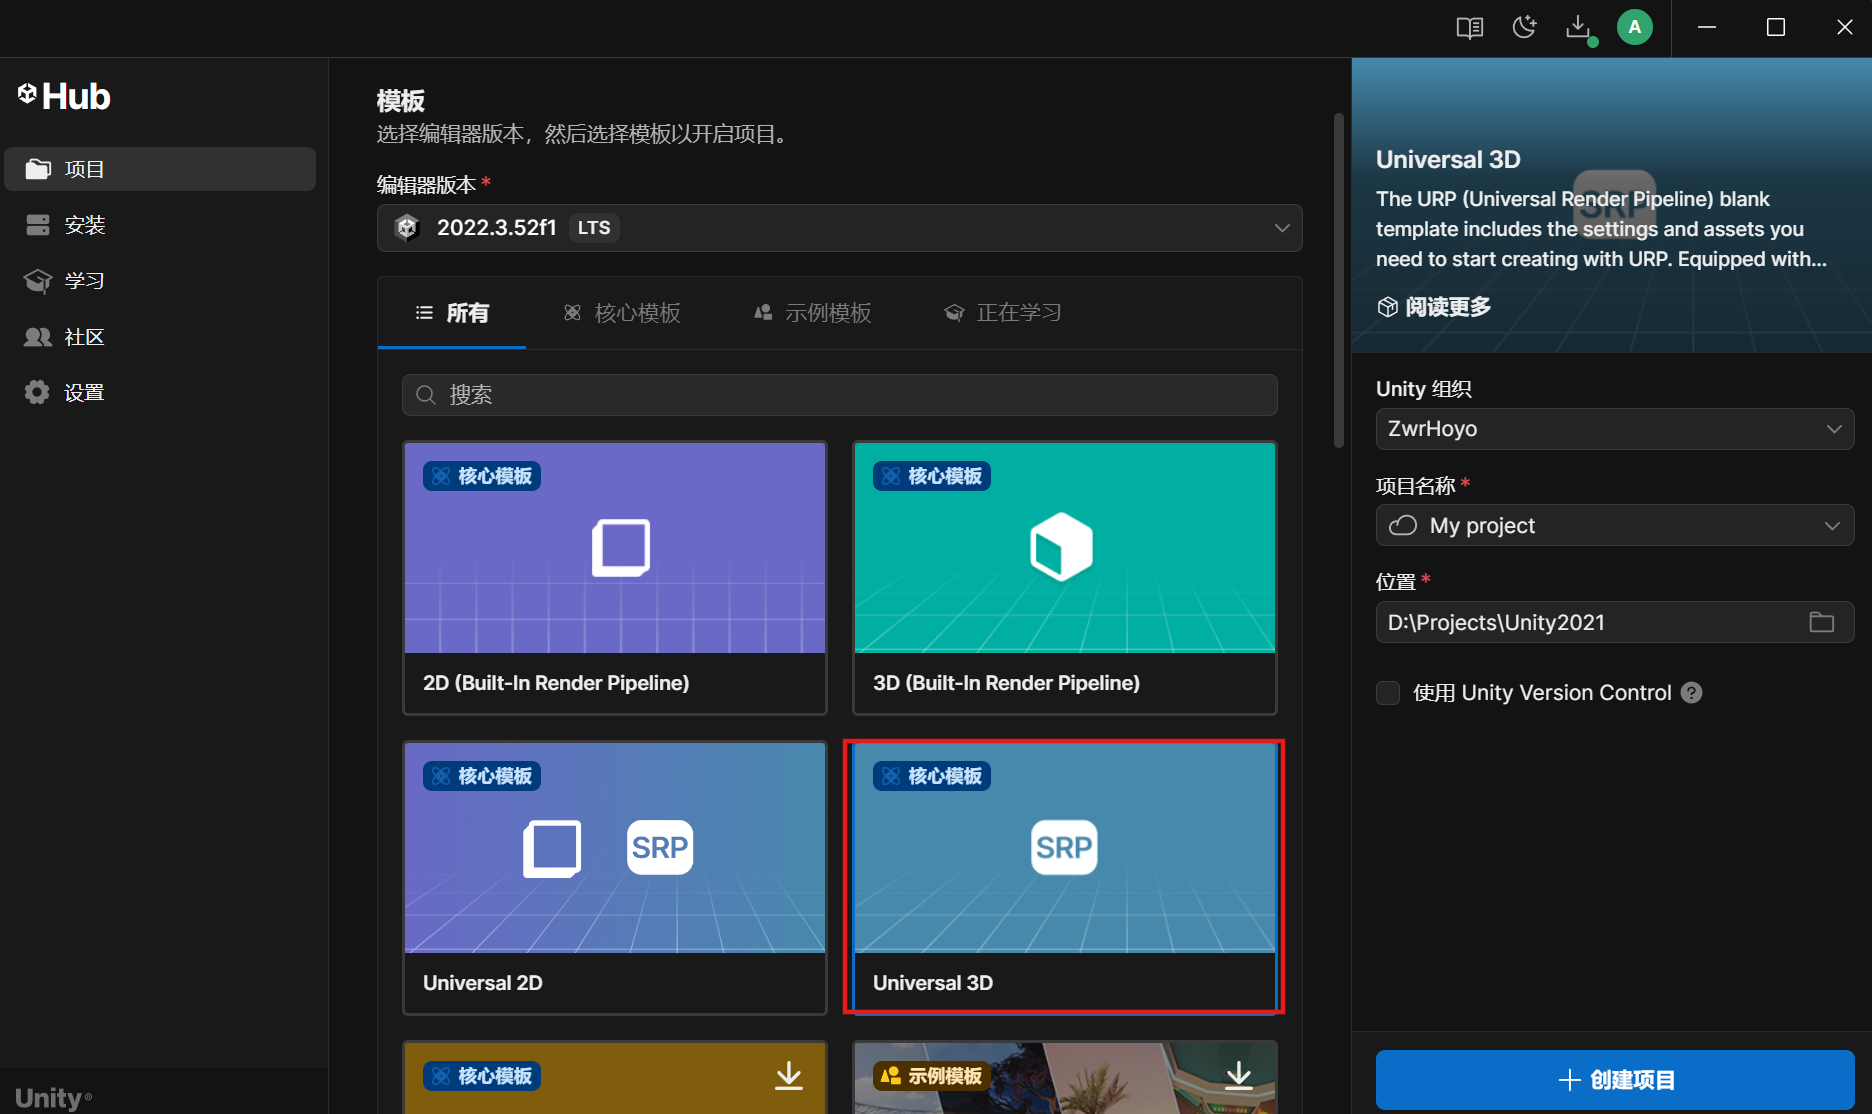 A
Hub
项目
安装
学习
社区
设置
Unity®
模板
选择编辑器版本，然后选择模板以开启项目。
编辑器版本 *
2022.3.52f1 LTS
所有 核心模板 示例模板 正在学习
搜索
核心模板
2D (Built-In Render Pipeline)
核心模板
3D (Built-In Render Pipeline)
核心模板
SRP
Universal 2D
核心模板
SRP
Universal 3D
核心模板
示例模板
SRP
Universal 3D
The URP (Universal Render Pipeline) blank
template includes the settings and assets you
need to start creating with URP. Equipped with...
阅读更多
Unity 组织
ZwrHoyo
项目名称 *
My project
位置 *
D:\Projects\Unity2021
使用 Unity Version Control ?
创建项目